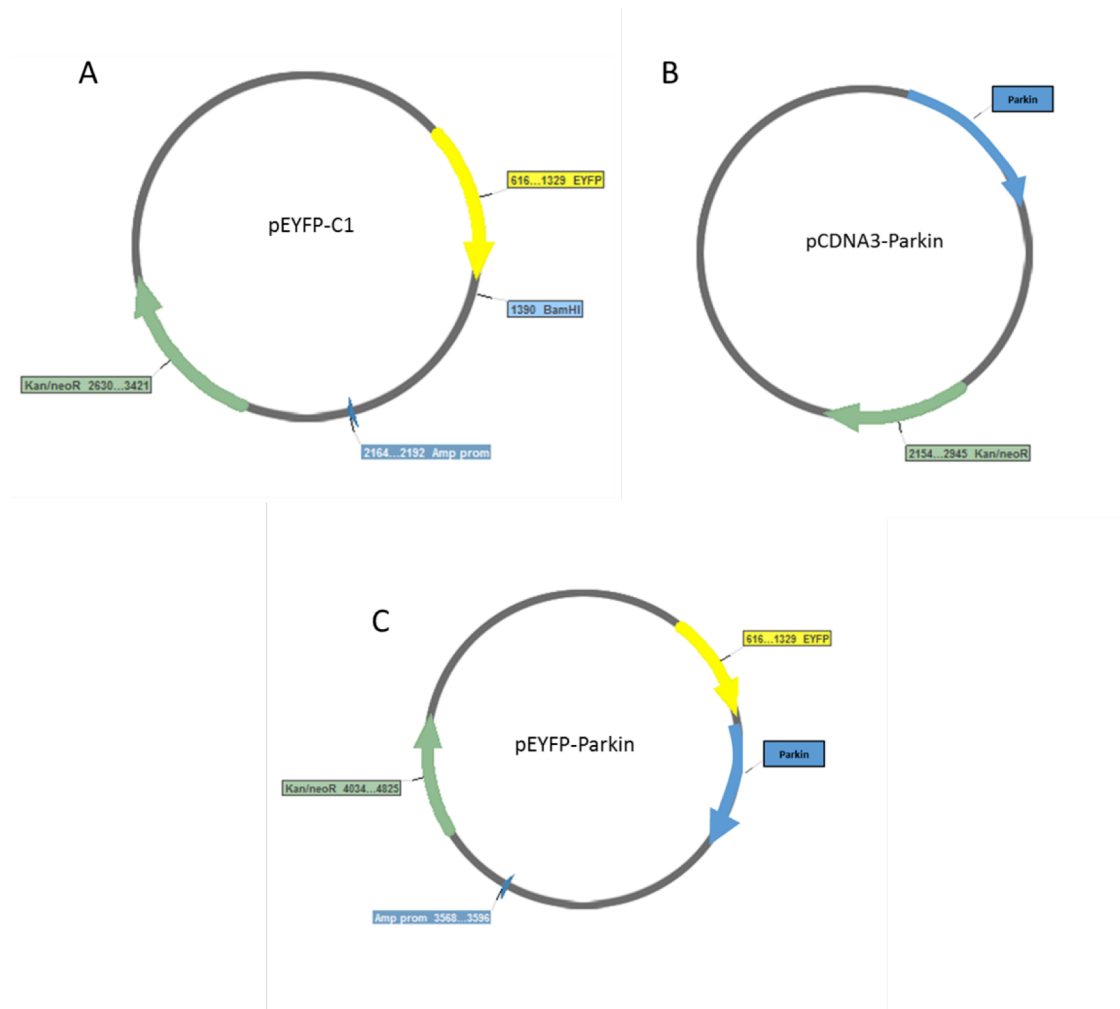 A
616...1329 EYFP
pEYFP-C1
1390 BamHI
Kan/neoR 2630...3421
2164...2192 Amp prom
B
Parkin
pCDNA3-Parkin
2154...2945 Kan/neoR
C
616...1329 EYFP
pEYFP-Parkin
Parkin
Kan/neoR 4034...4825
Amp prom 3568...3596